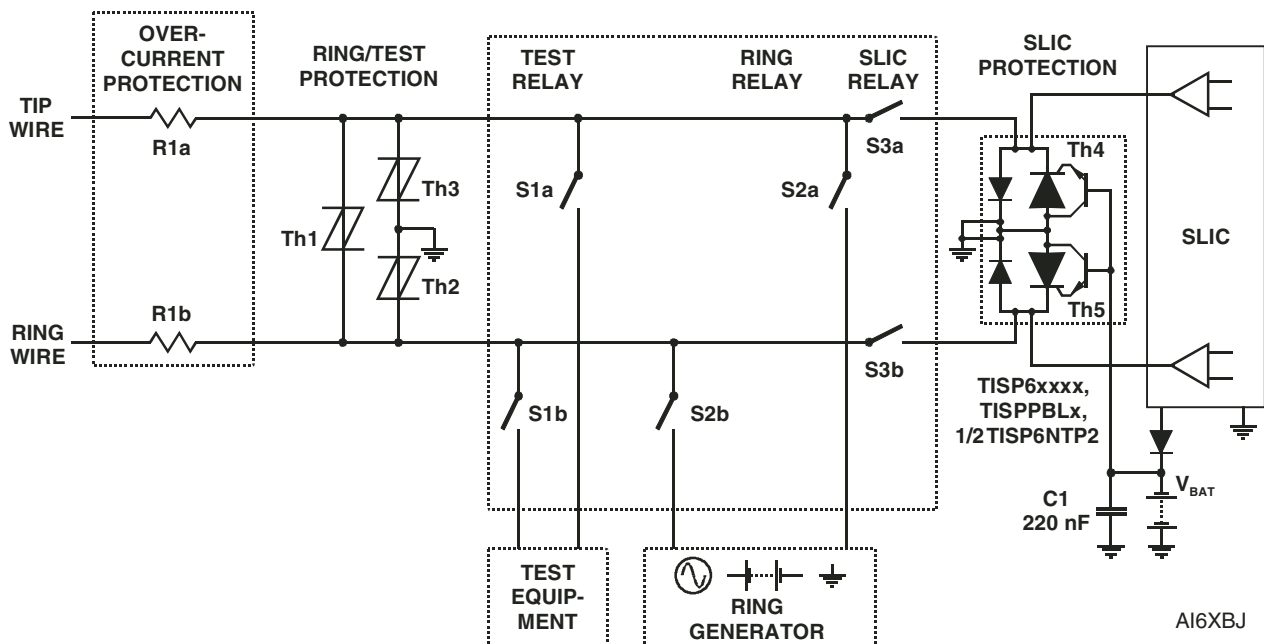 OVER-
CURRENT
PROTECTION
RING/TEST
PROTECTION
TEST
RELAY
RING
RELAY
SLIC
RELAY
SLIC
PROTECTION
TIP
WIRE
R1a
S3a
Th4
Th3
S1a
S2a
Th1
SLIC
Th2
R1b
Th5
RING
WIRE
S3b
S1b
S2b
TISP6xxxx,
TISPPBLx,
1/2 TISP6NTP2
C1
220 nF
VBAT
TEST
EQUIP-
MENT
RING
GENERATOR
AI6XBJ